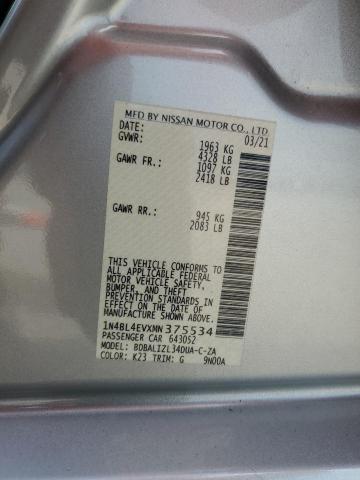 MFD BY NISSAN MOTOR CO., LTD.
DATE: 03/21
GVWR: 1963 KG
4328 LB
GAWR FR.: 1097 KG
2418 LB
GAWR RR.: 945 KG
2083 LB
THIS VEHICLE CONFORMS TO
ALL APPLICABLE FEDERAL
MOTOR VEHICLE SAFETY,
BUMPER, AND THEFT
PREVENTION STANDARDS IN
EFFECT ON THE DATE OF
MANUFACTURE SHOWN ABOVE.
1N4BL4EVXMN375534
PASSENGER CAR 6430S2
MODEL: BDBALIZL34DUA-C-ZA
COLOR: K23 TRIM: G 9N00A